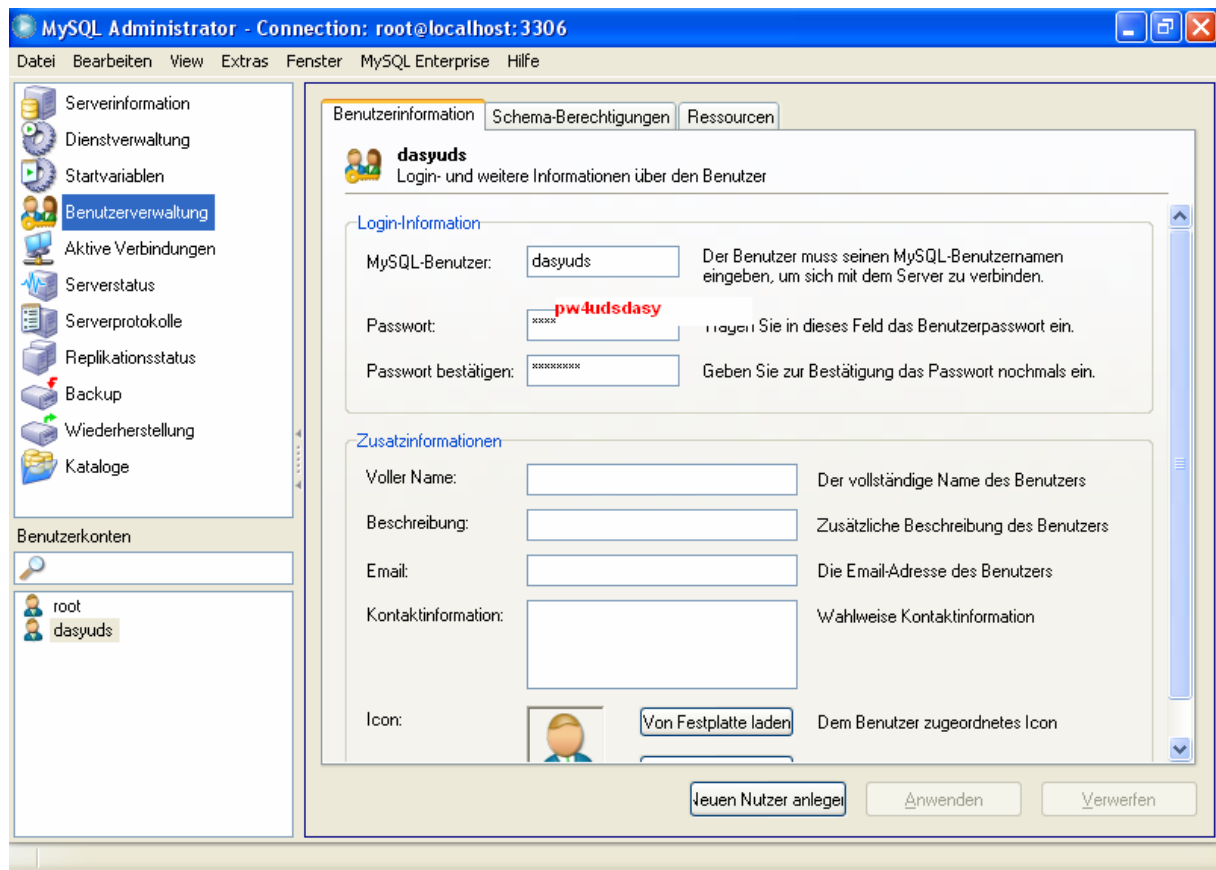 MySQL Administrator - Connection: root@localhost:3306
Datei Bearbeiten View Extras Fenster MySQL Enterprise Hilfe
Serverinformation
Dienstverwaltung
Startvariablen
Benutzerverwaltung
Aktive Verbindungen
Serverstatus
Serverprotokolle
Replikationsstatus
Backup
Wiederherstellung
Kataloge
Benutzerkonten
root
dasyuds
Benutzerinformation Schema-Berechtigungen Ressourcen
dasyuds
Login- und weitere Informationen über den Benutzer
Login-Information
MySQL-Benutzer: dasyuds Der Benutzer muss seinen MySQL-Benutzernamen
eingeben, um sich mit dem Server zu verbinden.
pw4udsdasy
Passwort: **** Tragen Sie in dieses Feld das Benutzerpasswort ein.
Passwort bestätigen: ******** Geben Sie zur Bestätigung das Passwort nochmals ein.
Zusatzinformationen
Voller Name: Der vollständige Name des Benutzers
Beschreibung: Zusätzliche Beschreibung des Benutzers
Email: Die Email-Adresse des Benutzers
Kontaktinformation: Wahlweise Kontaktinformation
Icon: Von Festplatte laden Dem Benutzer zugeordnetes Icon
Neuen Nutzer anlegen Anwenden Verwerfen